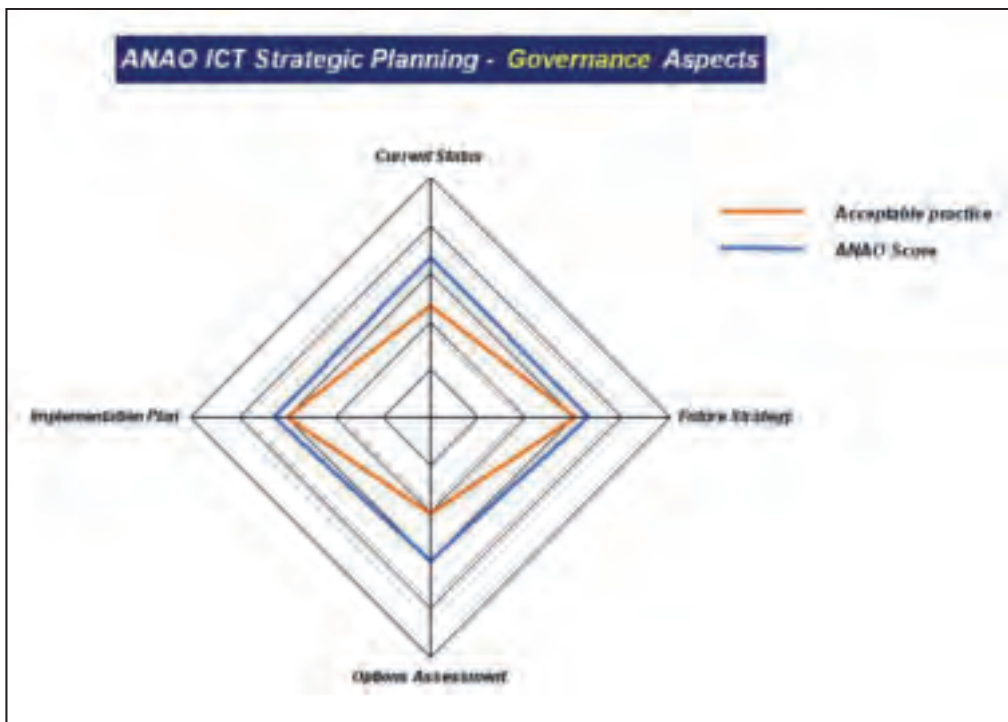 ANAO ICT Strategic Planning - Governance Aspects
Current Status
Acceptable practice
ANAO Score
Implementation Plan
Future Strategy
Options Assessment